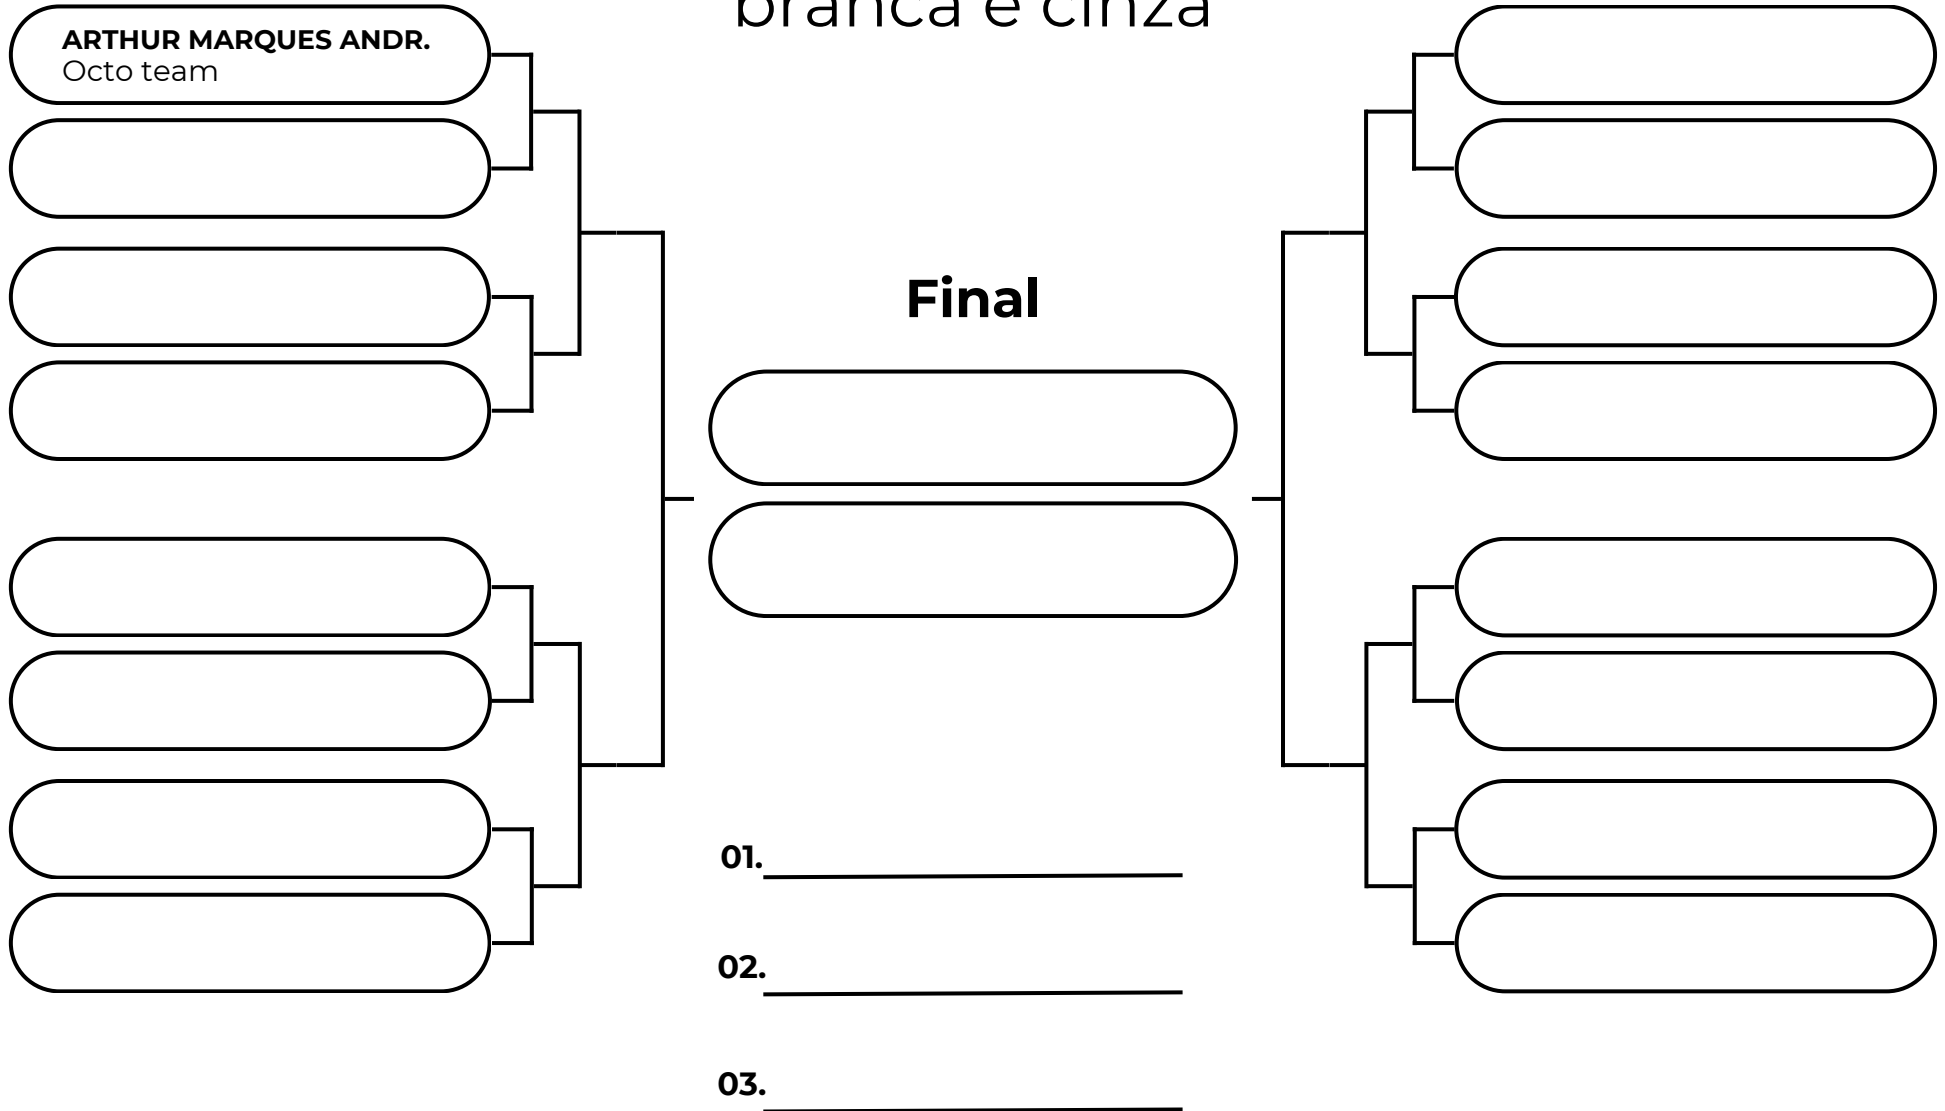 branca e cinza
ARTHUR MARQUES ANDR.
Octo team
Final
01.
02.
03.